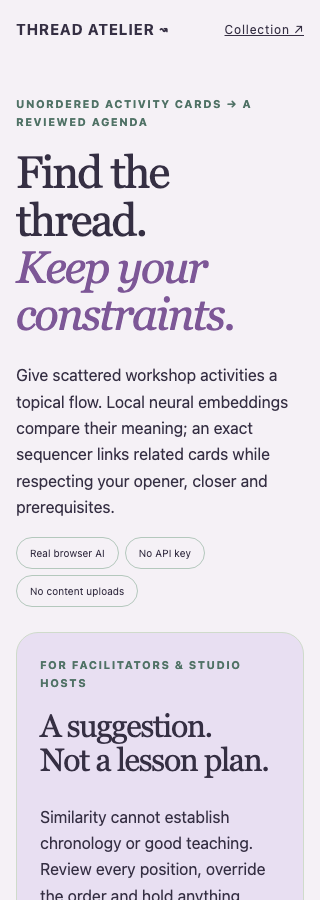 THREAD ATELIER ↝
Collection ↗
UNORDERED ACTIVITY CARDS → A
REVIEWED AGENDA
Find the
thread.
Keep your
constraints.
Give scattered workshop activities a
topical flow. Local neural embeddings
compare their meaning; an exact
sequencer links related cards while
respecting your opener, closer and
prerequisites.
Real browser AI
No API key
No content uploads
FOR FACILITATORS & STUDIO
HOSTS
A suggestion.
Not a lesson plan.
Similarity cannot establish
chronology or good teaching.
Review every position, override
the order and hold anything